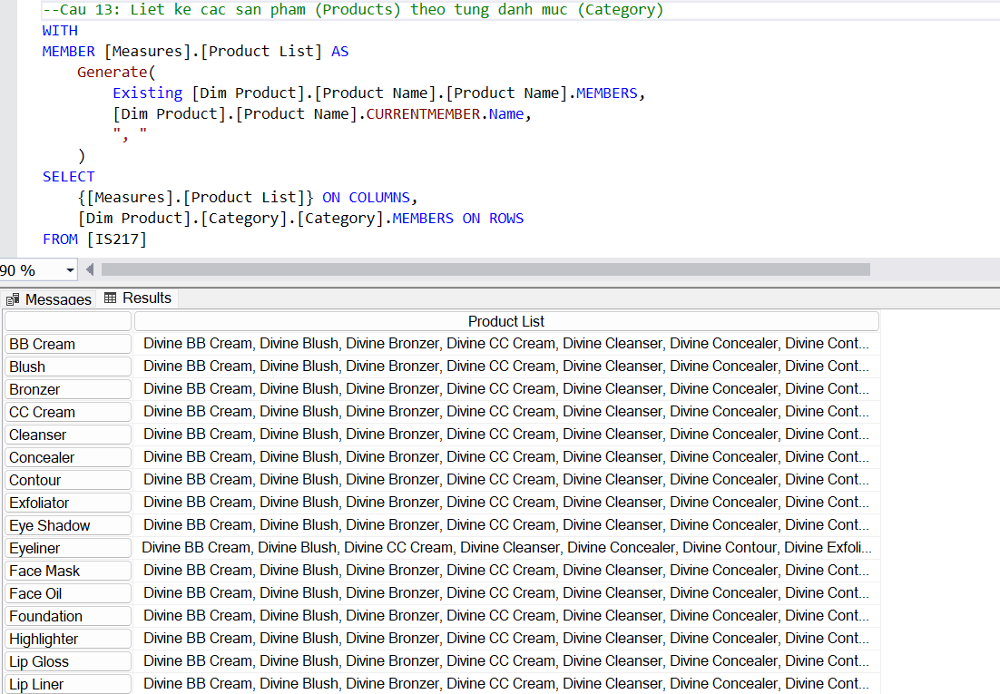 --Cau 13: Liet ke cac san pham (Products) theo tung danh muc (Category)
WITH
MEMBER [Measures].[Product List] AS
Generate(
Existing [Dim Product].[Product Name].[Product Name].MEMBERS,
[Dim Product].[Product Name].CURRENTMEMBER.Name,
", "
)
SELECT
{[Measures].[Product List]} ON COLUMNS,
[Dim Product].[Category].[Category].MEMBERS ON ROWS
FROM [IS217]
90 %
Messages Results
Product List
BB Cream Divine BB Cream, Divine Blush, Divine Bronzer, Divine CC Cream, Divine Cleanser, Divine Concealer, Divine Cont...
Blush Divine BB Cream, Divine Blush, Divine Bronzer, Divine CC Cream, Divine Cleanser, Divine Concealer, Divine Cont...
Bronzer Divine BB Cream, Divine Blush, Divine Bronzer, Divine CC Cream, Divine Cleanser, Divine Concealer, Divine Cont...
CC Cream Divine BB Cream, Divine Blush, Divine Bronzer, Divine CC Cream, Divine Cleanser, Divine Concealer, Divine Cont...
Cleanser Divine BB Cream, Divine Blush, Divine Bronzer, Divine CC Cream, Divine Cleanser, Divine Concealer, Divine Cont...
Concealer Divine BB Cream, Divine Blush, Divine Bronzer, Divine CC Cream, Divine Cleanser, Divine Concealer, Divine Cont...
Contour Divine BB Cream, Divine Blush, Divine Bronzer, Divine CC Cream, Divine Cleanser, Divine Concealer, Divine Cont...
Exfoliator Divine BB Cream, Divine Blush, Divine Bronzer, Divine CC Cream, Divine Cleanser, Divine Concealer, Divine Cont...
Eye Shadow Divine BB Cream, Divine Blush, Divine Bronzer, Divine CC Cream, Divine Cleanser, Divine Concealer, Divine Cont...
Eyeliner Divine BB Cream, Divine Blush, Divine CC Cream, Divine Cleanser, Divine Concealer, Divine Contour, Divine Exfoli...
Face Mask Divine BB Cream, Divine Blush, Divine Bronzer, Divine CC Cream, Divine Cleanser, Divine Concealer, Divine Cont...
Face Oil Divine BB Cream, Divine Blush, Divine Bronzer, Divine CC Cream, Divine Cleanser, Divine Concealer, Divine Cont...
Foundation Divine BB Cream, Divine Blush, Divine Bronzer, Divine CC Cream, Divine Cleanser, Divine Concealer, Divine Cont...
Highlighter Divine BB Cream, Divine Blush, Divine Bronzer, Divine CC Cream, Divine Cleanser, Divine Concealer, Divine Cont...
Lip Gloss Divine BB Cream, Divine Blush, Divine Bronzer, Divine CC Cream, Divine Cleanser, Divine Concealer, Divine Cont...
Lip Liner Divine BB Cream, Divine Blush, Divine Bronzer, Divine CC Cream, Divine Cleanser, Divine Concealer, Divine Cont...